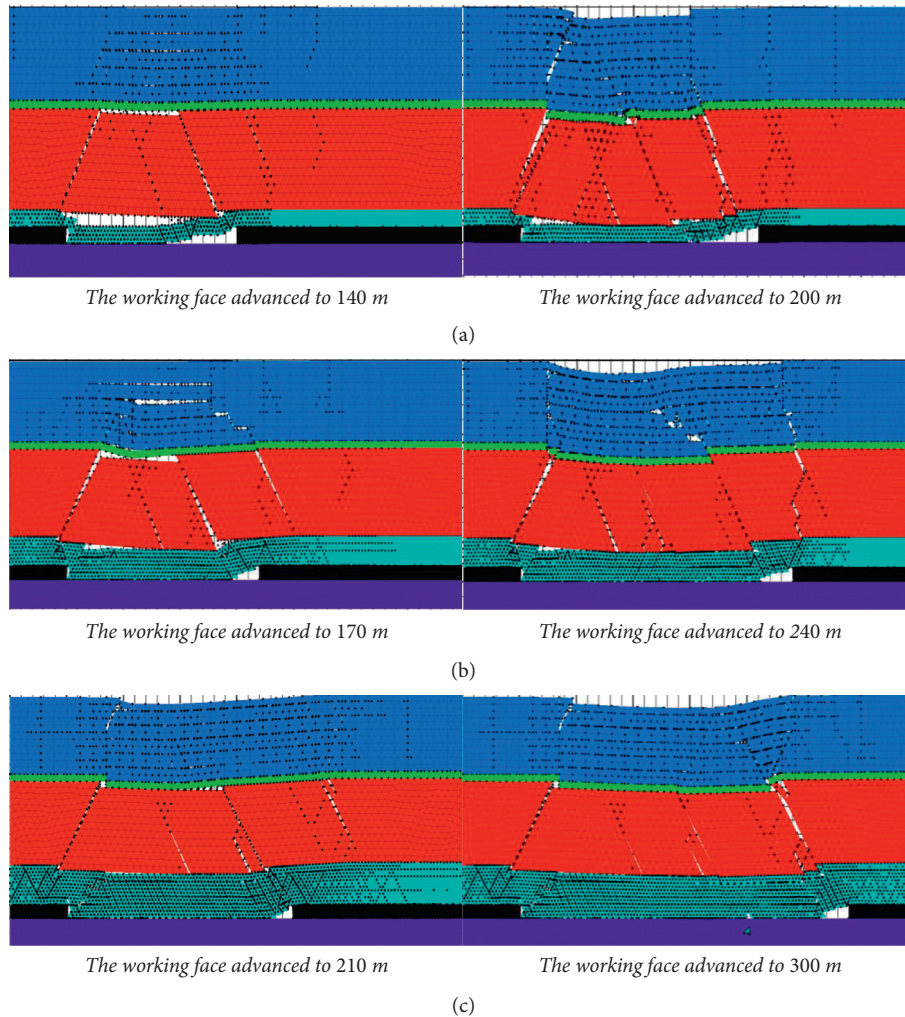 The working face advanced to 140 m
The working face advanced to 200 m
(a)
The working face advanced to 170 m
The working face advanced to 240 m
(b)
The working face advanced to 210 m
The working face advanced to 300 m
(c)